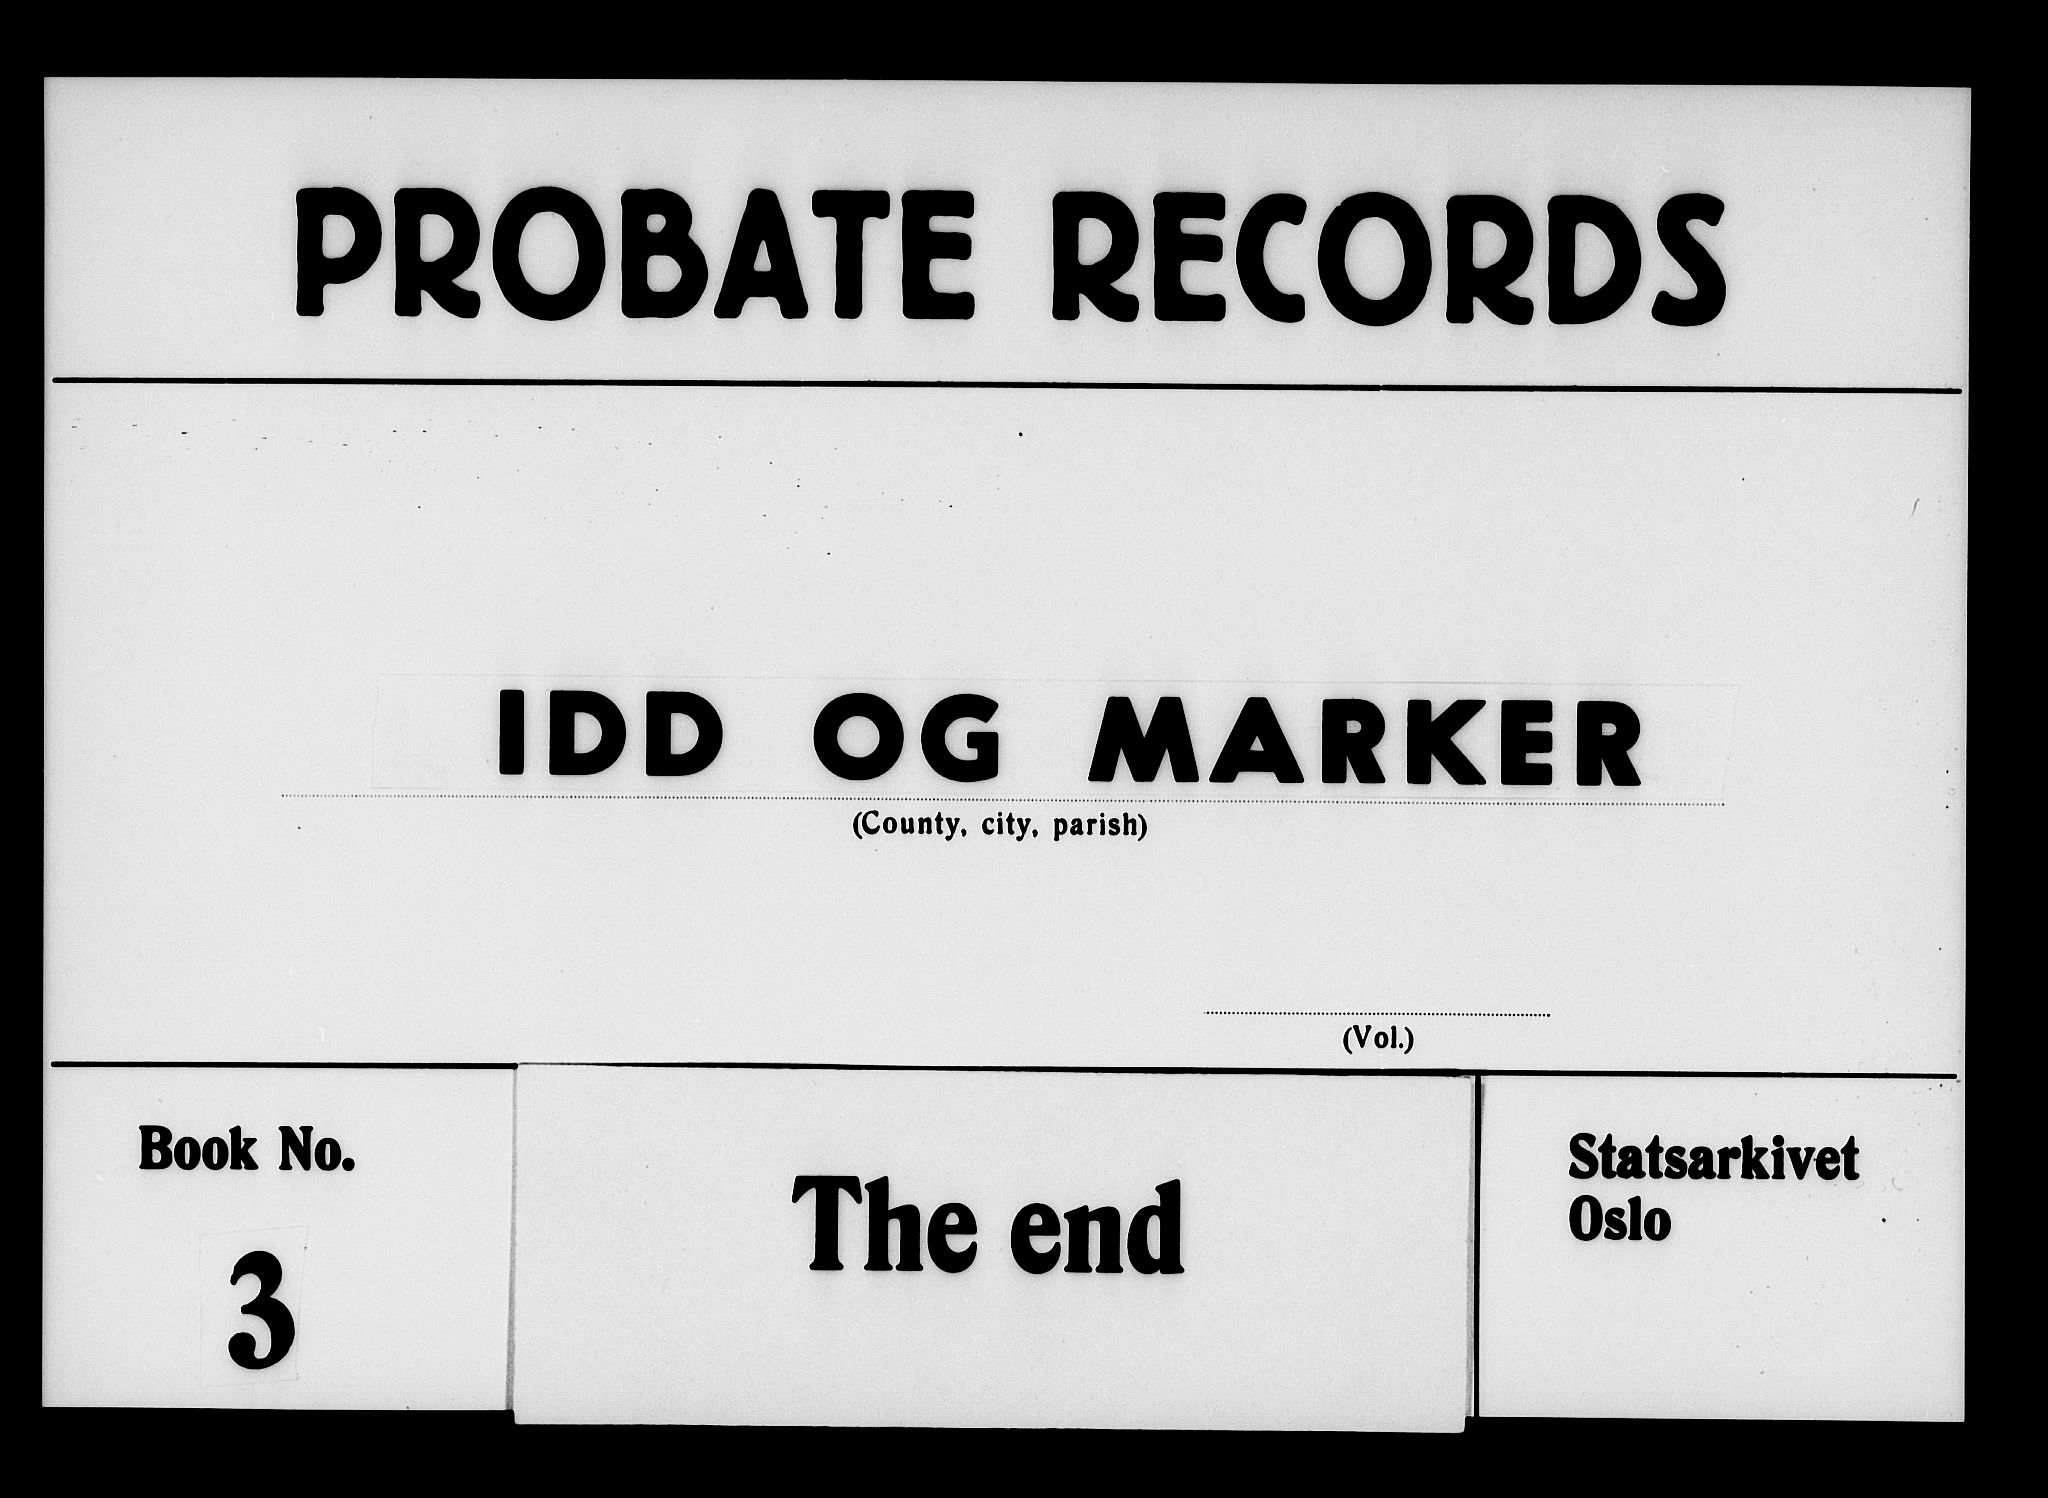 PROBATE RECORDS
IDD OG MARKER
(County, city, parish)
(Vol.)
Book No.
3
The end
Statsarkivet
Oslo